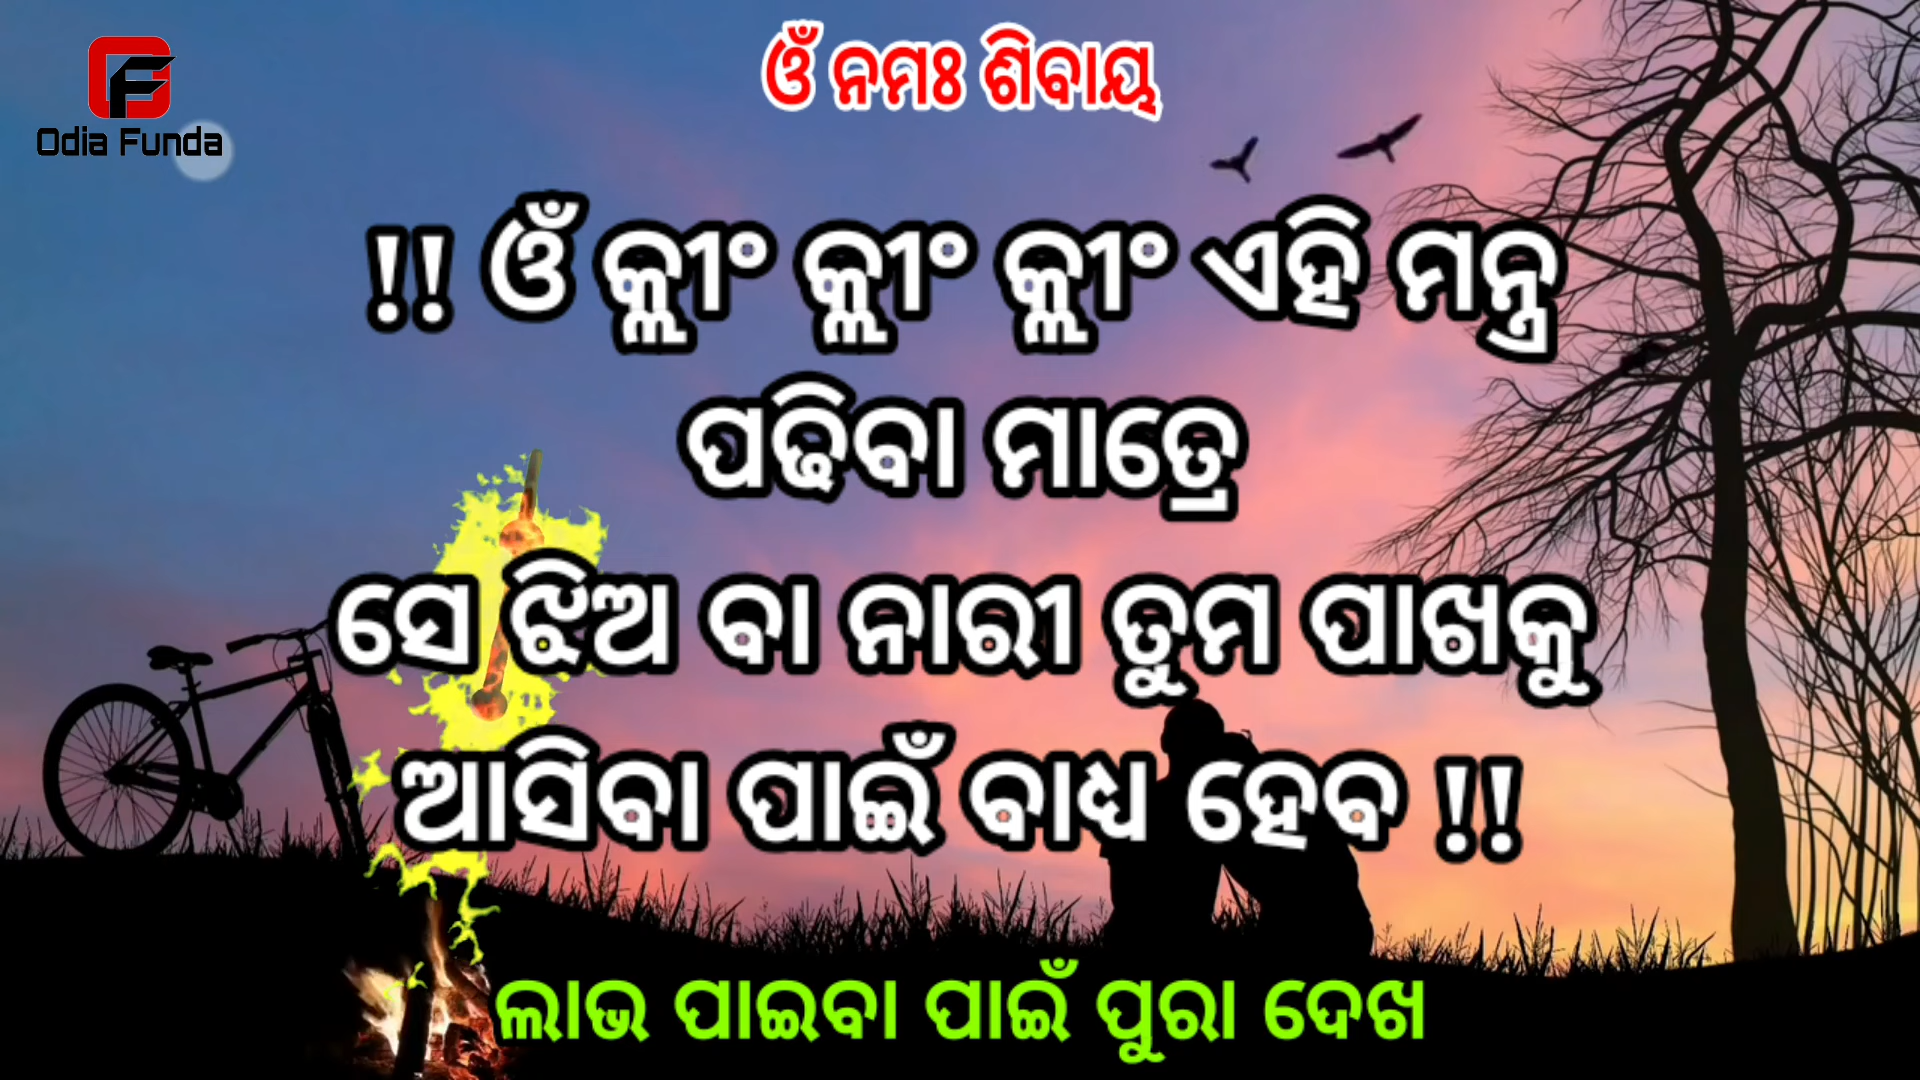 Odia Funda
ଓଁ ନମଃ ଶିବାୟ
!! ଓଁ କ୍ଲୀଂ କ୍ଲୀଂ କ୍ଲୀଂ ଏହି ମନ୍ତ୍ର
ପଢିବା ମାତ୍ରେ
ସେ ଝିଅ ବା ନାରୀ ତୁମ ପାଖକୁ
ଆସିବା ପାଇଁ ବାଧ୍ୟ ହେବ !!
ଲାଭ ପାଇବା ପାଇଁ ପୁରା ଦେଖ